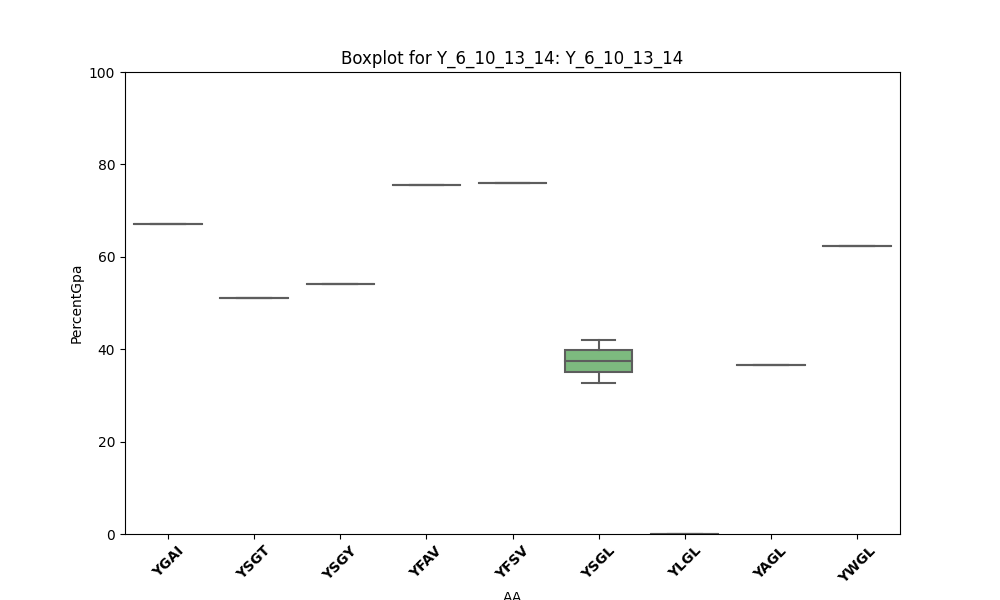 Boxplot for Y_6_10_13_14: Y_6_10_13_14
100
80
60
40
20
0
PercentGpa
YGAI
YSGT
YSGY
YFAV
YFSV
YSGL
YLGL
YAGL
YWGL
AA